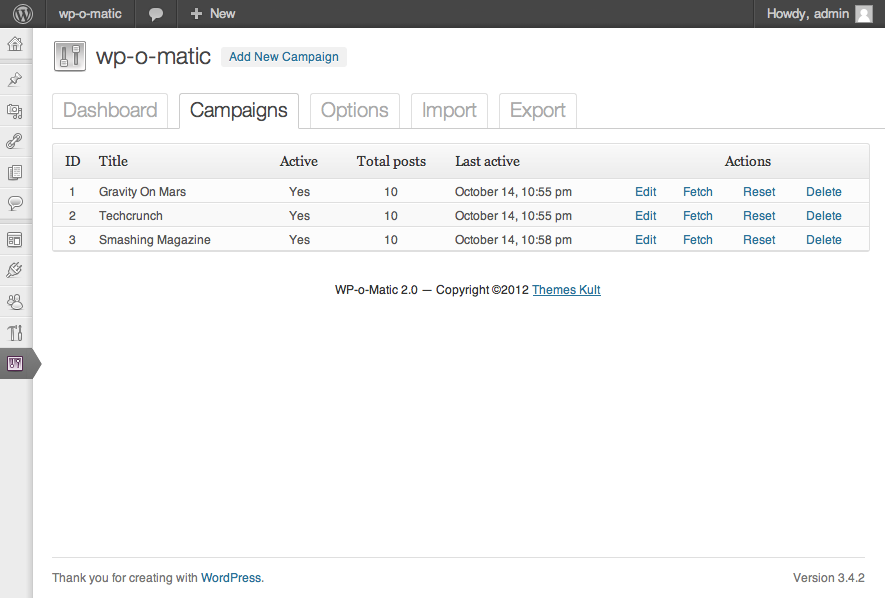 wp-o-matic New Howdy, admin
wp-o-matic Add New Campaign
Dashboard Campaigns Options Import Export
ID Title Active Total posts Last active Actions
1 Gravity On Mars Yes 10 October 14, 10:55 pm Edit Fetch Reset Delete
2 Techcrunch Yes 10 October 14, 10:55 pm Edit Fetch Reset Delete
3 Smashing Magazine Yes 10 October 14, 10:58 pm Edit Fetch Reset Delete
WP-o-Matic 2.0 — Copyright ©2012 Themes Kult
Thank you for creating with WordPress. Version 3.4.2